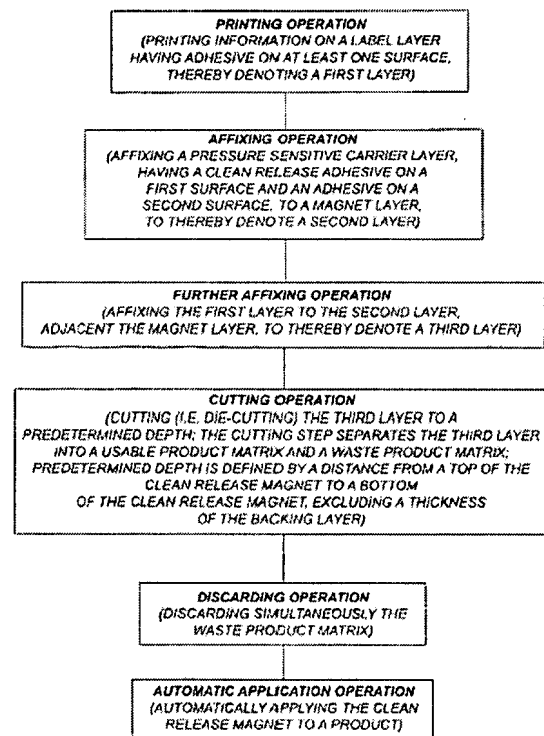 PRINTING OPERATION
(PRINTING INFORMATION ON A LABEL LAYER
HAVING ADHESIVE ON AT LEAST ONE SURFACE,
THEREBY DENOTING A FIRST LAYER)
AFFIXING OPERATION
(AFFIXING A PRESSURE SENSITIVE CARRIER LAYER,
HAVING A CLEAN RELEASE ADHESIVE ON A
FIRST SURFACE AND AN ADHESIVE ON A
SECOND SURFACE, TO A MAGNET LAYER,
TO THEREBY DENOTE A SECOND LAYER)
FURTHER AFFIXING OPERATION
(AFFIXING THE FIRST LAYER TO THE SECOND LAYER,
ADJACENT THE MAGNET LAYER, TO THEREBY DENOTE A THIRD LAYER)
CUTTING OPERATION
(CUTTING (I.E. DIE-CUTTING) THE THIRD LAYER TO A
PREDETERMINED DEPTH; THE CUTTING STEP SEPARATES THE THIRD LAYER
INTO A USABLE PRODUCT MATRIX AND A WASTE PRODUCT MATRIX;
PREDETERMINED DEPTH IS DEFINED BY A DISTANCE FROM A TOP OF THE
CLEAN RELEASE MAGNET TO A BOTTOM
OF THE CLEAN RELEASE MAGNET, EXCLUDING A THICKNESS
OF THE BACKING LAYER)
DISCARDING OPERATION
(DISCARDING SIMULTANEOUSLY THE
WASTE PRODUCT MATRIX)
AUTOMATIC APPLICATION OPERATION
(AUTOMATICALLY APPLYING THE CLEAN
RELEASE MAGNET TO A PRODUCT)